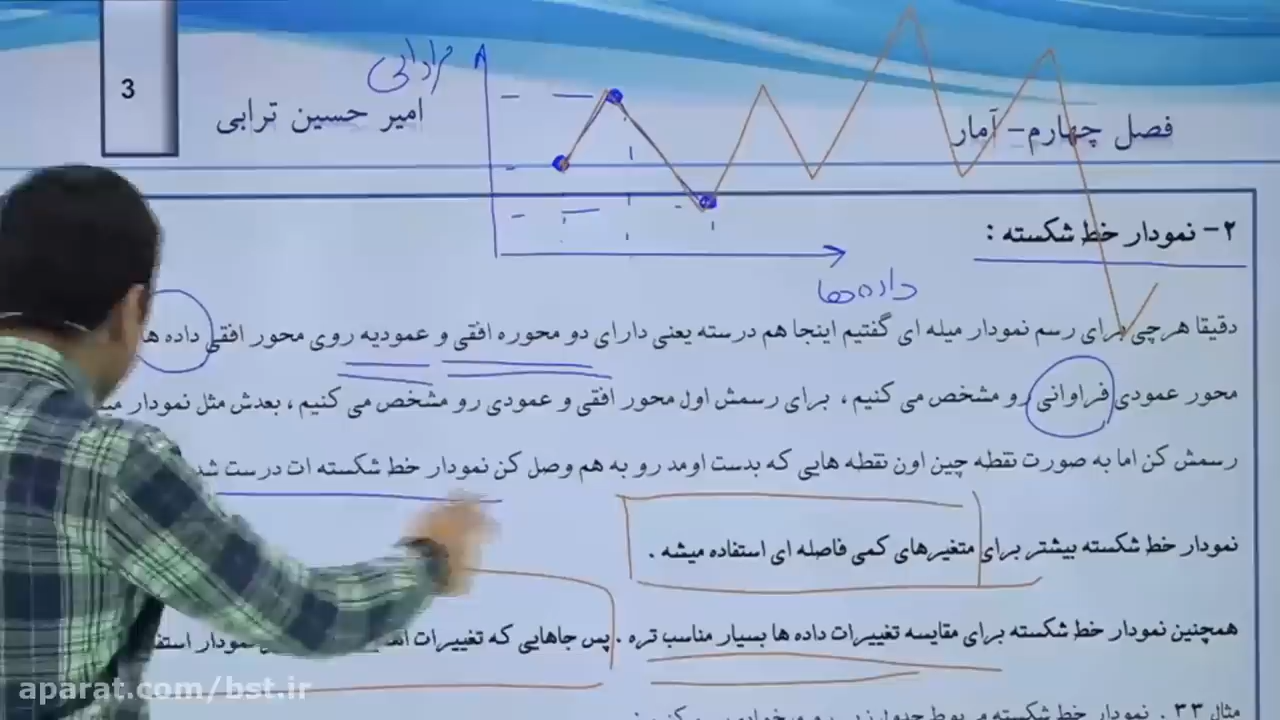 3
امیر حسین ترابی
فصل چهارم- آمار
فراوانی
داده ها
۲- نمودار خط شکسته :
دقیقا هرچی برای رسم نمودار میله ای گفتیم اینجا هم درسته یعنی دارای دو محوره افقی و عمودیه روی محور افقی داده ها
محور عمودی فراوانی رو مشخص می کنیم ، برای رسمش اول محور افقی و عمودی رو مشخص می کنیم ، بعدش مثل نمودار
رسمش کن اما به صورت نقطه چین اون نقطه هایی که بدست اومد رو به هم وصل کن نمودار خط شکسته ات درست
نمودار خط شکسته بیشتر برای متغیرهای کمی فاصله ای استفاده میشه .
همچنین نمودار خط شکسته برای مقایسه تغییرات داده ها بسیار مناسب تره . پس جاهایی که تغییرات
مثال ۳۳ . نمودار خط شکسته
aparat.com/bst.ir